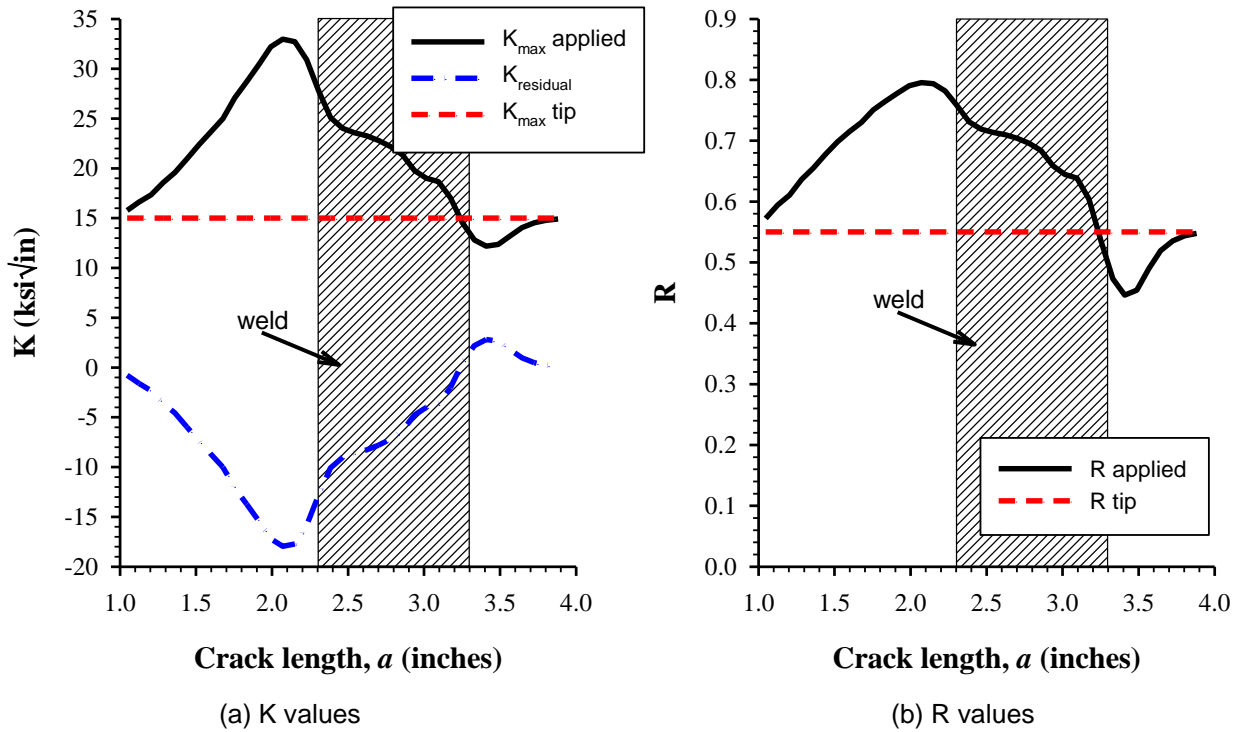 35
30
25
20
15
10
5
0
-5
-10
-15
-20
K (ksi√in)
K_max applied
K_residual
K_max tip
weld
1.0 1.5 2.0 2.5 3.0 3.5 4.0
Crack length, a (inches)
(a) K values
0.9
0.8
0.7
0.6
0.5
0.4
0.3
0.2
0.1
0.0
R
weld
R applied
R tip
1.0 1.5 2.0 2.5 3.0 3.5 4.0
Crack length, a (inches)
(b) R values